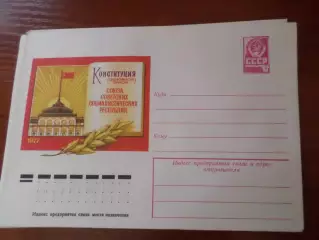 Конституция
Союза
Советских
Социалистических
Республик
1977
СССР
Куда
Кому
Индекс предприятия связи и адрес
отправителя
Индекс предприятия связи места назначения